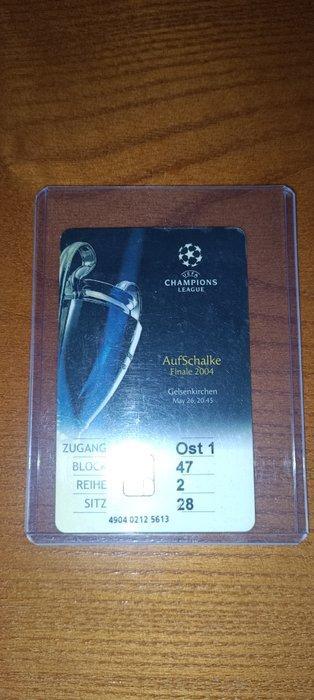 UEFA
CHAMPIONS
LEAGUE
AufSchalke
Finale 2004
Gelsenkirchen
May 26, 20.45
ZUGANG Ost 1
BLOCK 47
REIHE 2
SITZ 28
4904 0212 5613